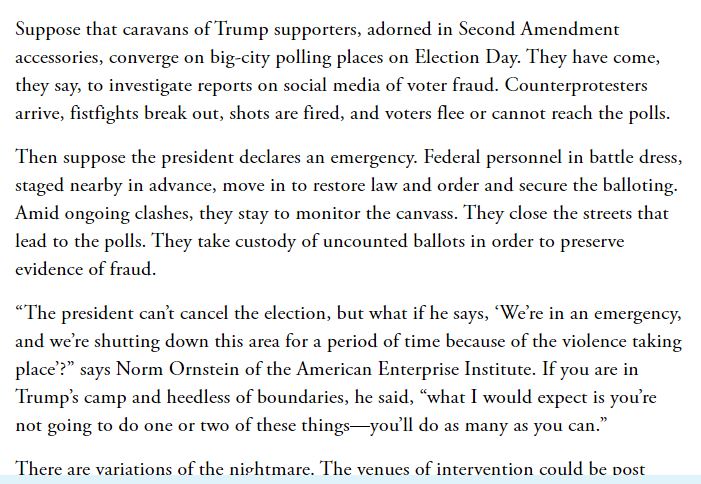 Suppose that caravans of Trump supporters, adorned in Second Amendment
accessories, converge on big-city polling places on Election Day. They have come,
they say, to investigate reports on social media of voter fraud. Counterprotesters
arrive, fistfights break out, shots are fired, and voters flee or cannot reach the polls.
Then suppose the president declares an emergency. Federal personnel in battle dress,
staged nearby in advance, move in to restore law and order and secure the balloting.
Amid ongoing clashes, they stay to monitor the canvass. They close the streets that
lead to the polls. They take custody of uncounted ballots in order to preserve
evidence of fraud.
“The president can’t cancel the election, but what if he says, ‘We’re in an emergency,
and we’re shutting down this area for a period of time because of the violence taking
place’?” says Norm Ornstein of the American Enterprise Institute. If you are in
Trump’s camp and heedless of boundaries, he said, “what I would expect is you’re
not going to do one or two of these things—you’ll do as many as you can.”
There are variations of the nightmare. The venues of intervention could be post